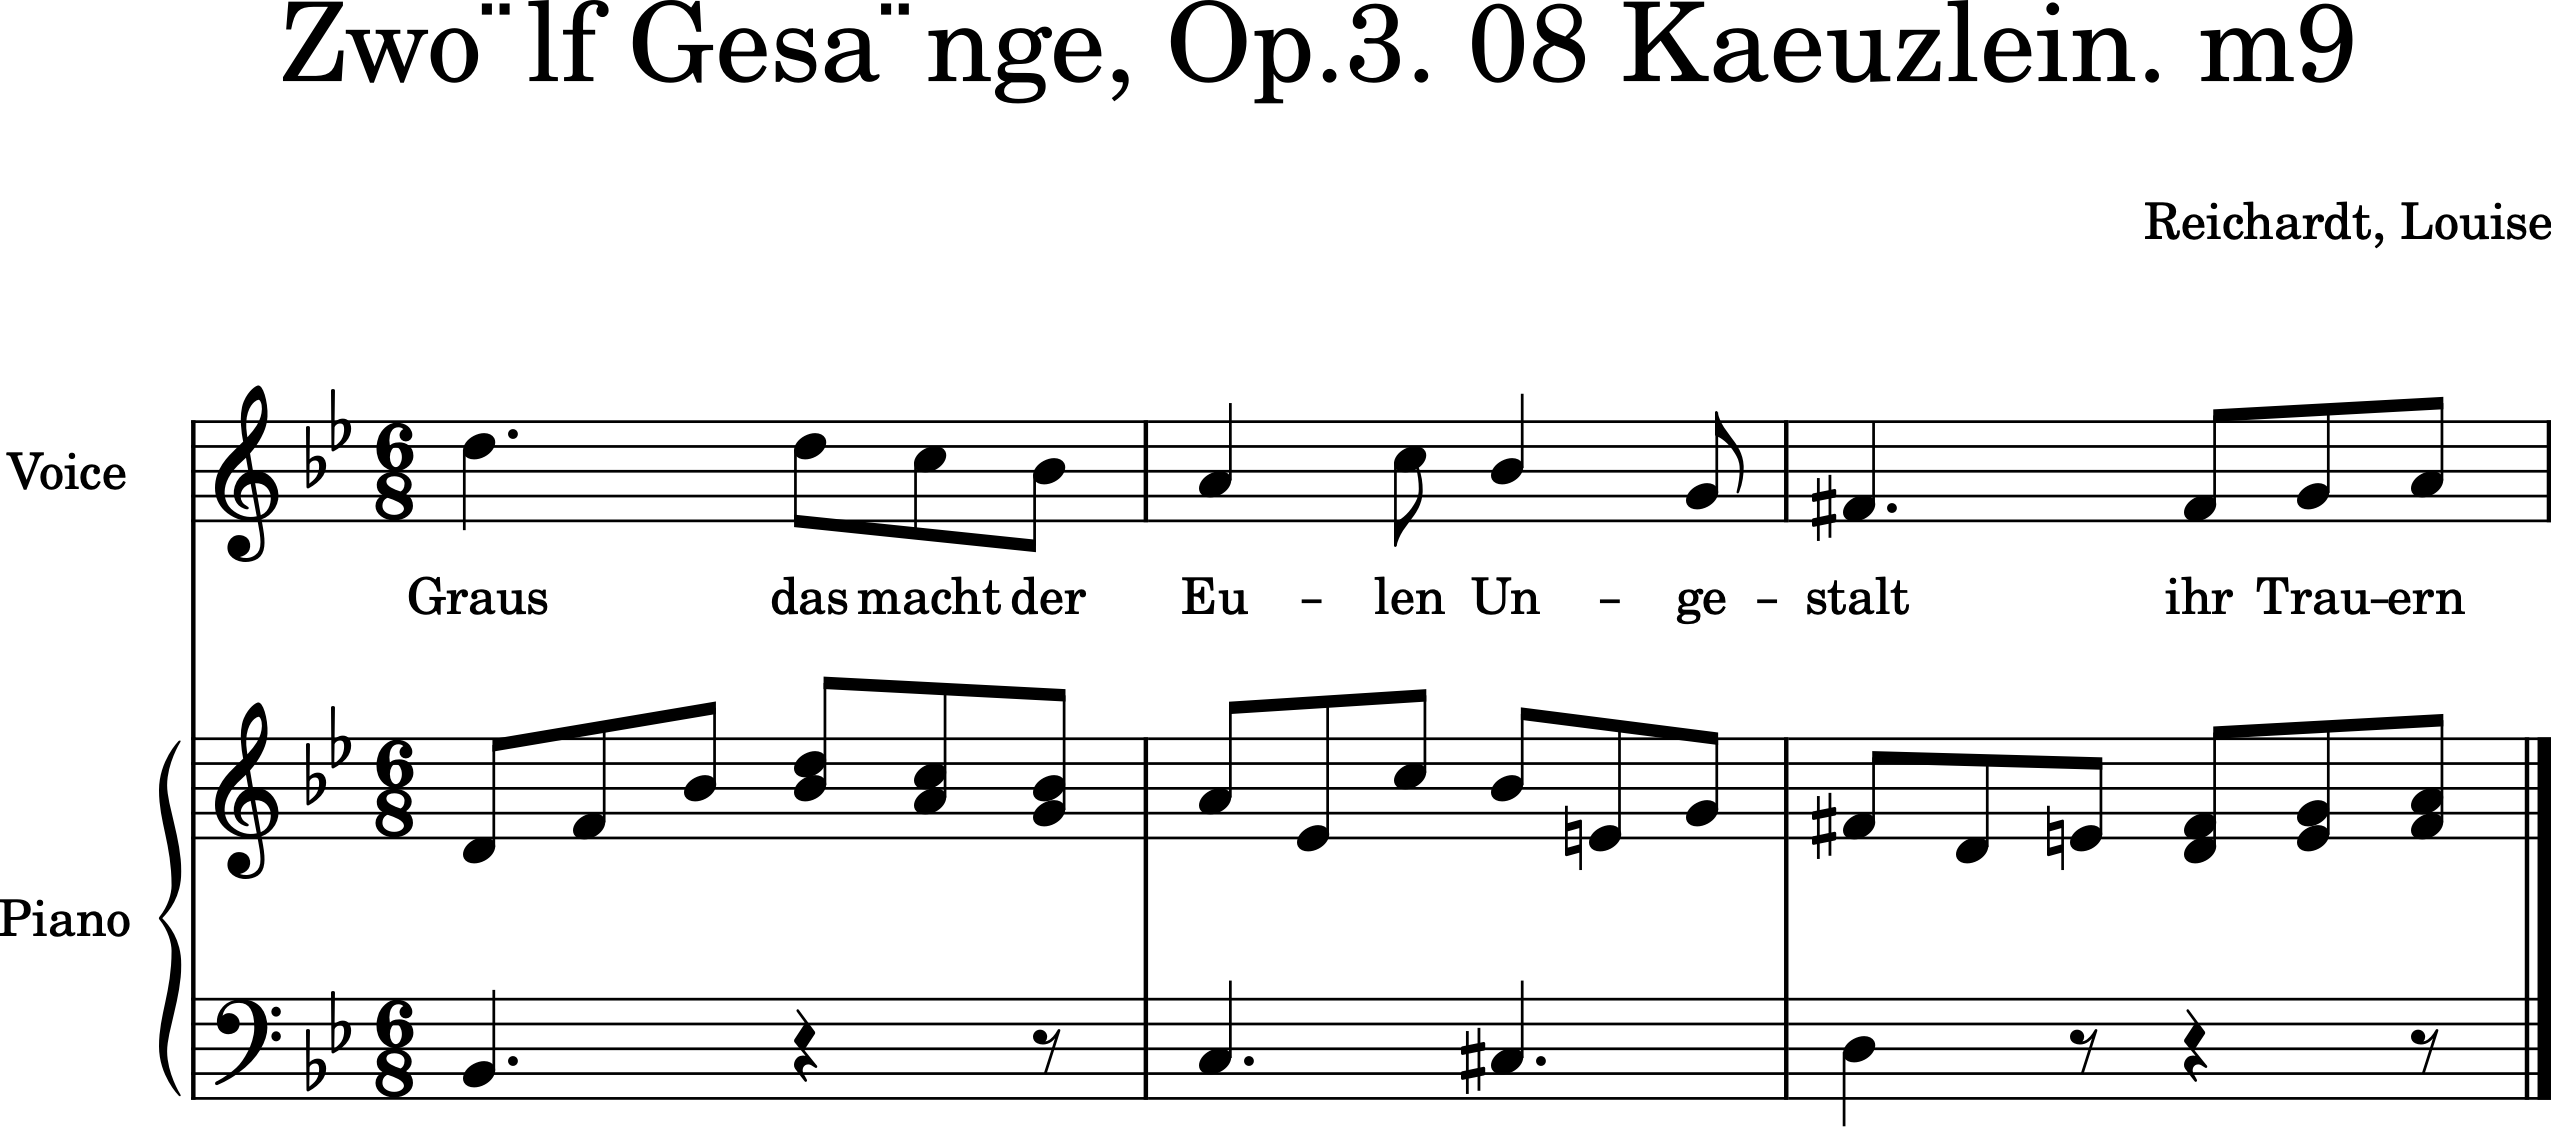 Zwo¨lf Gesa¨nge, Op.3. 08 Kaeuzlein. m9
Reichardt, Louise
Voice
Graus das macht der Eu - len Un - ge - stalt ihr Trau-ern
Piano